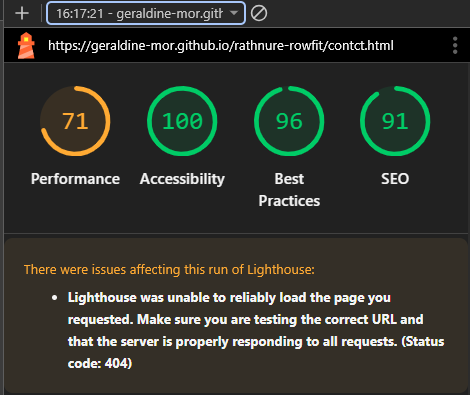 16:17:21 - geraldine-mor.gith
https://geraldine-mor.github.io/rathnure-rowfit/contct.html
71 100 96 91
Performance Accessibility Best SEO
Practices
There were issues affecting this run of Lighthouse:
• Lighthouse was unable to reliably load the page you
requested. Make sure you are testing the correct URL and
that the server is properly responding to all requests. (Status
code: 404)